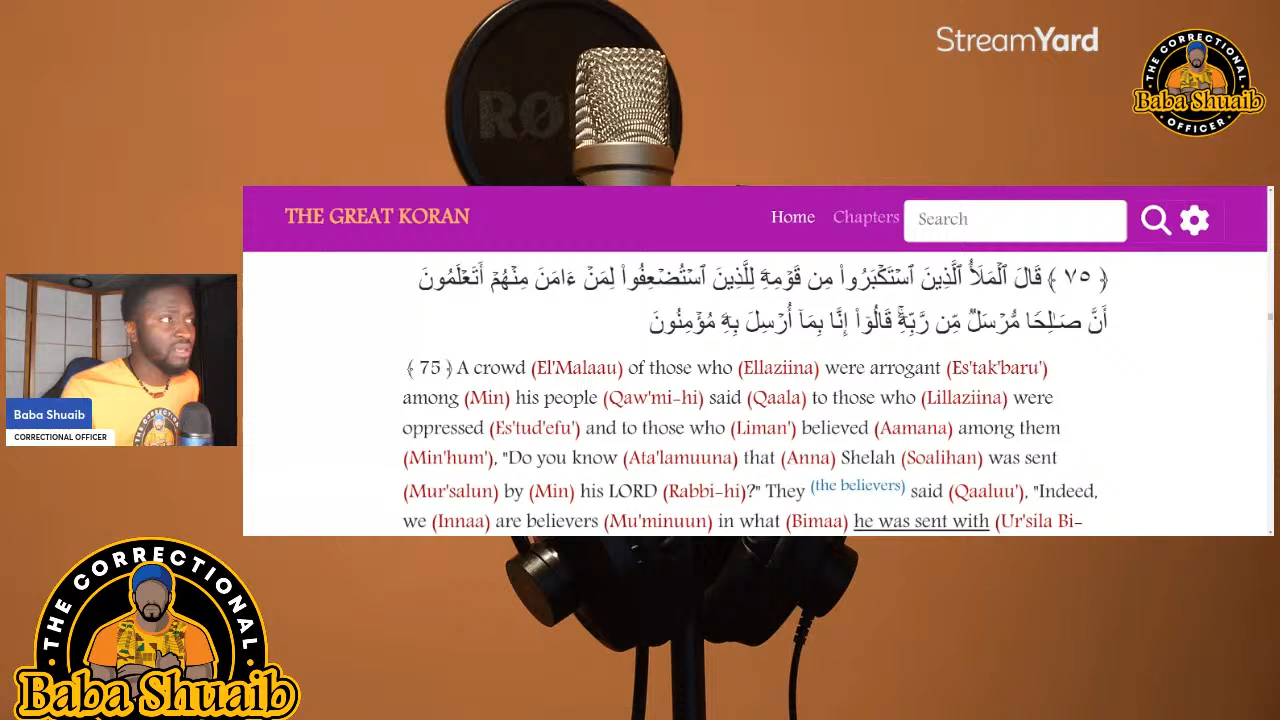 StreamYard
THE CORRECTIONAL
Baba Shuaib
OFFICER
RØ
THE GREAT KORAN
Home
Chapters
Search
﴿ ٧٥ ﴾ قَالَ ٱلْمَلَأُ ٱلَّذِينَ ٱسْتَكْبَرُوا۟ مِن قَوْمِهِۦ لِلَّذِينَ ٱسْتُضْعِفُوا۟ لِمَنْ ءَامَنَ مِنْهُمْ أَتَعْلَمُونَ
أَنَّ صَـٰلِحًا مُّرْسَلٌ مِّن رَّبِّهِۦ ۚ قَالُوٓا۟ إِنَّا بِمَآ أُرْسِلَ بِهِۦ مُؤْمِنُونَ
﴾ 75 ﴿ A crowd (El'Malaau) of those who (Ellaziina) were arrogant (Es'tak'baru')
among (Min) his people (Qaw'mi-hi) said (Qaala) to those who (Lillaziina) were
oppressed (Es'tud'efu') and to those who (Liman') believed (Aamana) among them
(Min'hum'), "Do you know (Ata'lamuuna) that (Anna) Shelah (Soalihan) was sent
(Mur'salun) by (Min) his LORD (Rabbi-hi)?" They (the believers) said (Qaaluu'), "Indeed,
we (Innaa) are believers (Mu'minuun) in what (Bimaa) he was sent with (Ur'sila Bi-
Baba Shuaib
CORRECTIONAL OFFICER
THE CORRECTIONAL
Baba Shuaib